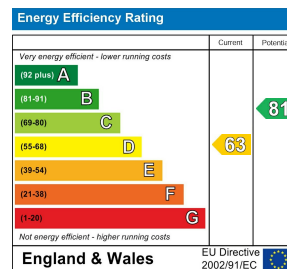 Energy Efficiency Rating
Current Potentia
Very energy efficient - lower running costs
(92 plus) A
(81-91) B
81
(69-80) C
(55-68) D
63
(39-54) E
(21-38) F
(1-20) G
Not energy efficient - higher running costs
England & Wales
EU Directive
2002/91/EC